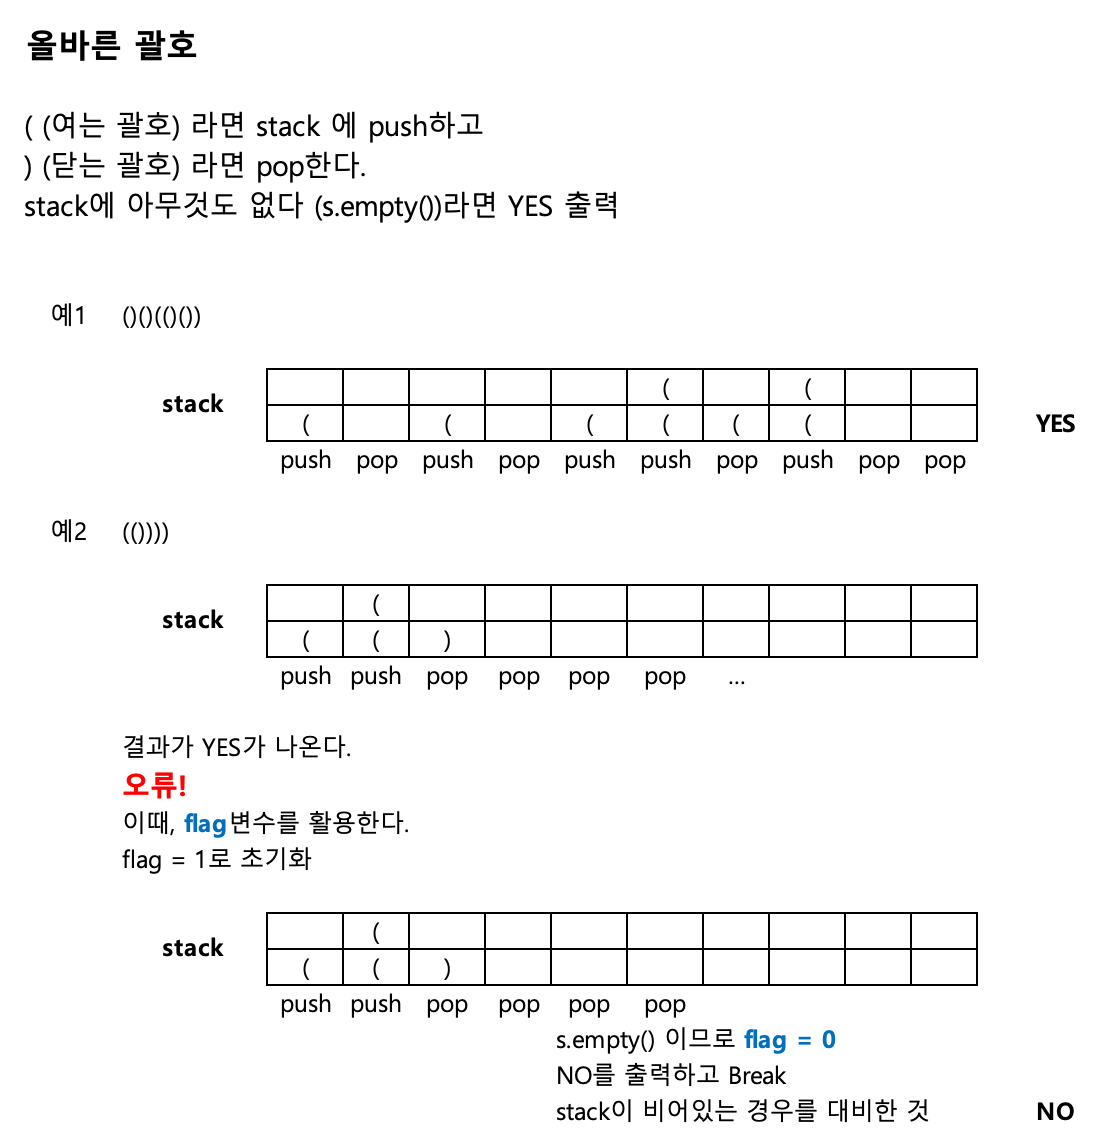 올바른 괄호
( (여는 괄호) 라면 stack 에 push하고
) (닫는 괄호) 라면 pop한다.
stack에 아무것도 없다 (s.empty())라면 YES 출력
예1 ()()(()())
( (
stack
( ( ( ( ( (
YES
push pop push pop push push pop push pop pop
예2 (())))
(
stack
( ( )
push push pop pop pop pop ...
결과가 YES가 나온다.
오류!
이때, flag변수를 활용한다.
flag = 1로 초기화
(
stack
( ( )
push push pop pop pop pop
s.empty() 이므로 flag = 0
NO를 출력하고 Break
stack이 비어있는 경우를 대비한 것 NO